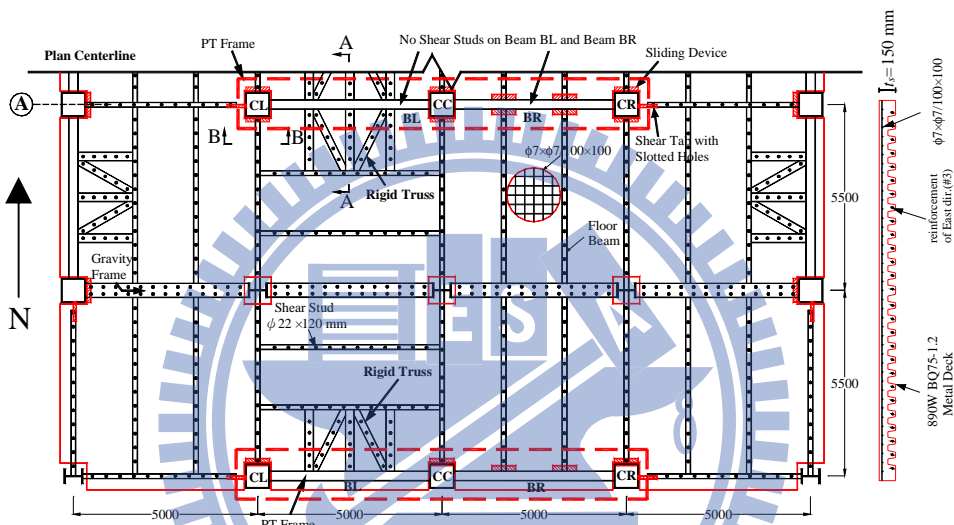 Plan Centerline
PT Frame
A
No Shear Studs on Beam BL and Beam BR
Sliding Device
A
CL
CC
CR
BL
BR
B
B
φ7×φ7/100×100
Shear Tab with
Slotted Holes
Rigid Truss
A
Floor
Beam
Gravity
Frame
N
Shear Stud
φ 22 ×120 mm
Rigid Truss
CL
CC
CR
BL
BR
PT Frame
5000
5000
5000
5000
5500
5500
ts=150 mm
φ7×φ7/100×100
reinforcement
of East dir.(#3)
890W BQ75-1.2
Metal Deck
E S
8